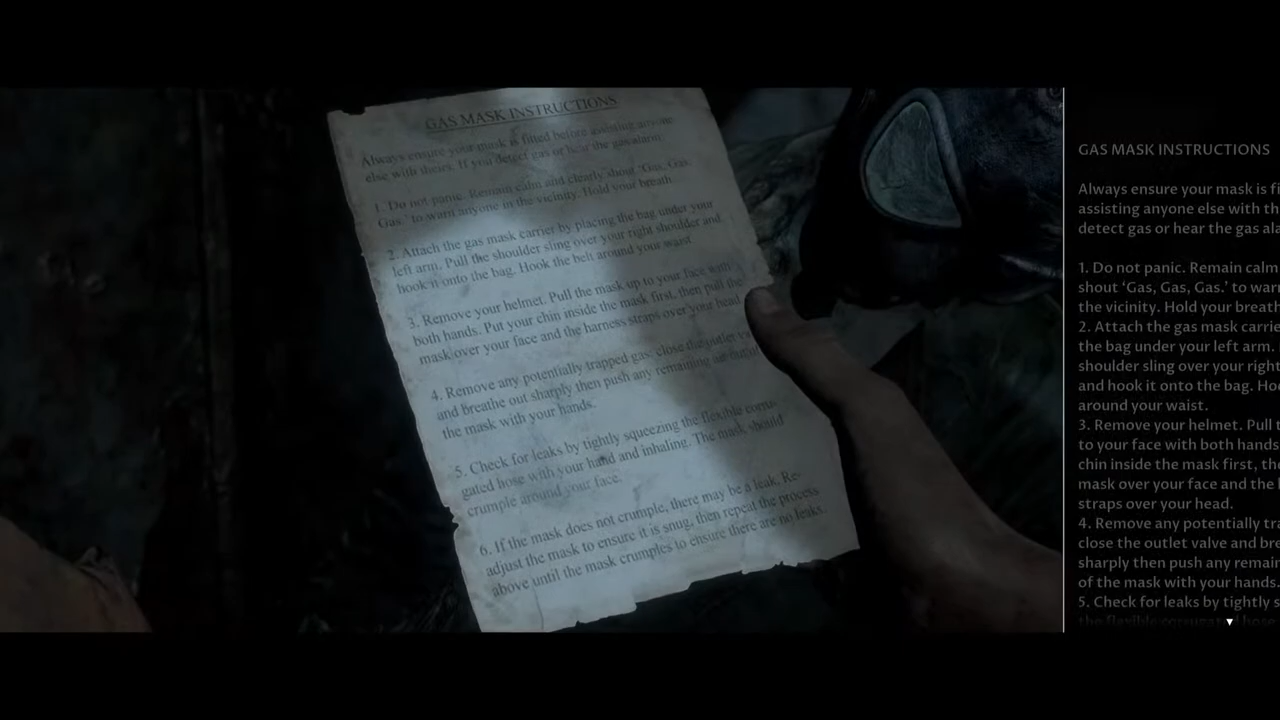 GAS MASK INSTRUCTIONS
Always ensure your mask is fitted before assisting anyone
else with theirs. If you detect gas or hear the gas alarm:
1. Do not panic. Remain calm and clearly shout 'Gas, Gas,
Gas.' to warn anyone in the vicinity. Hold your breath.
2. Attach the gas mask carrier by placing the bag under your
left arm. Pull the shoulder sling over your right shoulder and
hook it onto the bag. Hook the belt around your waist.
3. Remove your helmet. Pull the mask up to your face with
both hands. Put your chin inside the mask first, then pull the
mask over your face and the harness straps over your head.
4. Remove any potentially trapped gas: close the outlet
and breathe out sharply then push any remaining air out of
the mask with your hands.
5. Check for leaks by tightly squeezing the flexible corru-
gated hose with your hand and inhaling. The mask should
crumple around your face.
6. If the mask does not crumple, there may be a leak. Re-
adjust the mask to ensure it is snug, then repeat the process
above until the mask crumples to ensure there are no leaks.
GAS MASK INSTRUCTIONS
Always ensure your mask is fi
assisting anyone else with th
detect gas or hear the gas ala
1. Do not panic. Remain calm
shout ‘Gas, Gas, Gas.’ to warn
the vicinity. Hold your breath
2. Attach the gas mask carrie
the bag under your left arm.
shoulder sling over your right
and hook it onto the bag. Hoo
around your waist.
3. Remove your helmet. Pull t
to your face with both hands
chin inside the mask first, the
mask over your face and the h
straps over your head.
4. Remove any potentially tra
close the outlet valve and bre
sharply then push any remain
of the mask with your hands.
5. Check for leaks by tightly s
the flexible corrugated hose